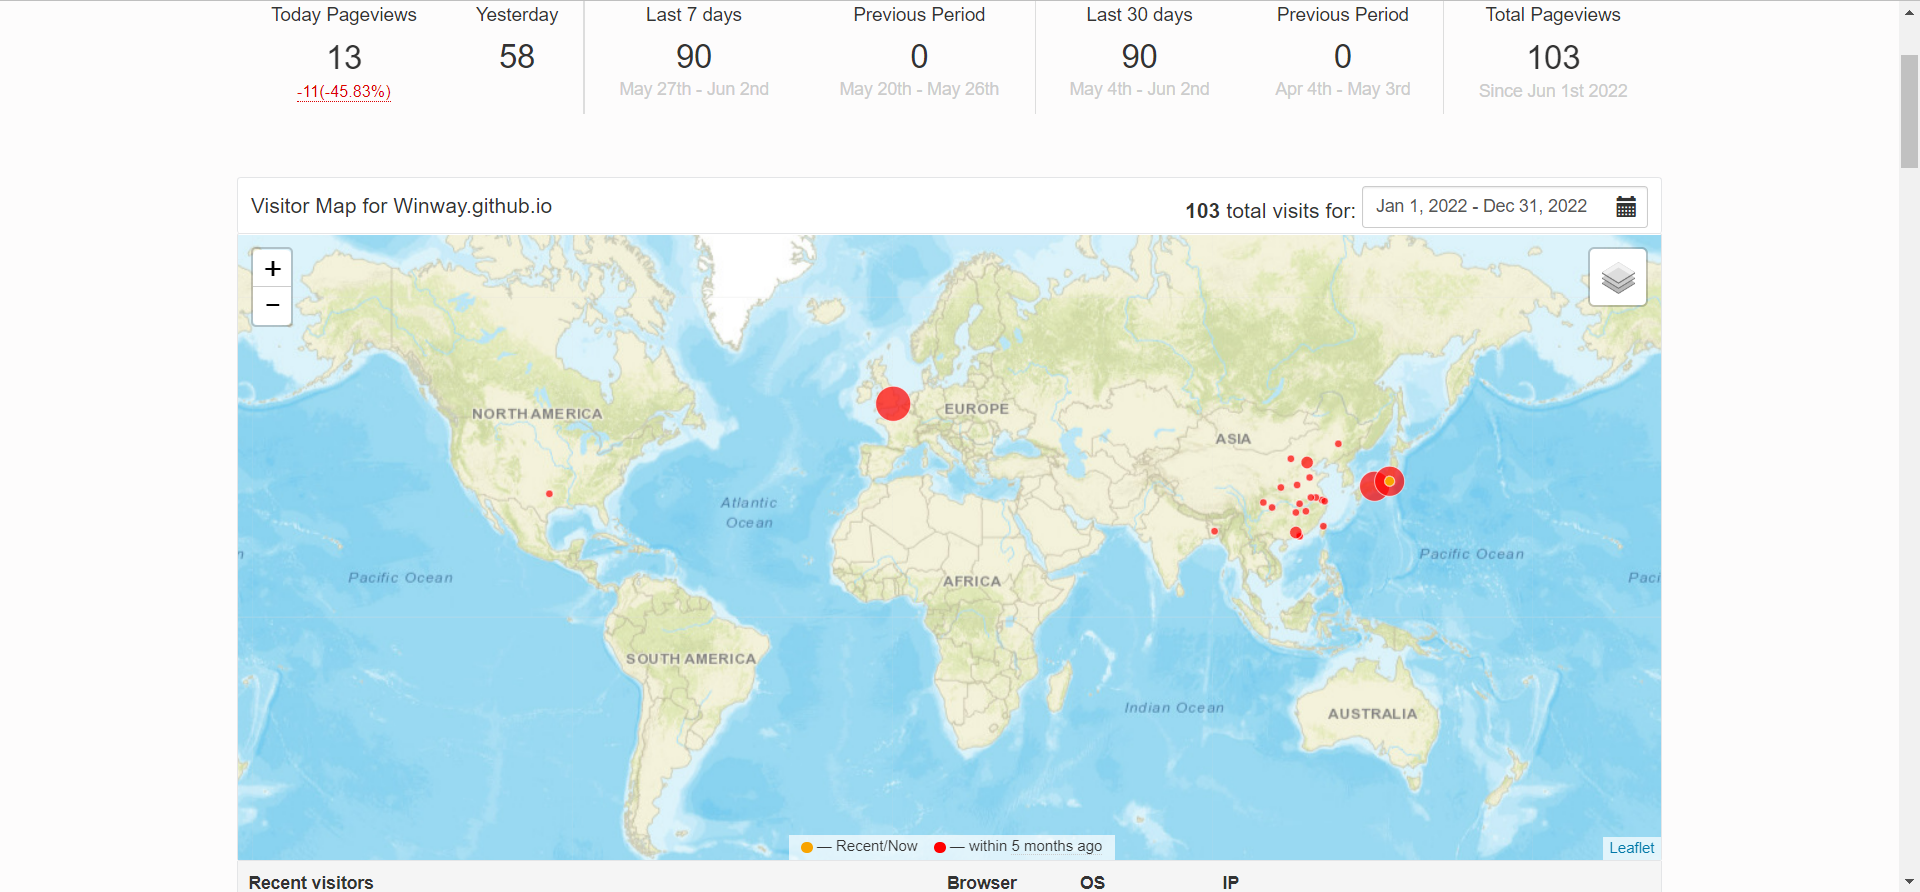 Today Pageviews Yesterday Last 7 days Previous Period Last 30 days Previous Period Total Pageviews
13 58 90 0 90 0 103
-11(-45.83%) May 27th - Jun 2nd May 20th - May 26th May 4th - Jun 2nd Apr 4th - May 3rd Since Jun 1st 2022
Visitor Map for Winway.github.io 103 total visits for: Jan 1, 2022 - Dec 31, 2022
+
−
NORTH AMERICA
EUROPE
ASIA
Atlantic
Ocean
Pacific Ocean
Pacific Ocean
Paci
n
AFRICA
SOUTH AMERICA
Indian Ocean
AUSTRALIA
— Recent/Now — within 5 months ago
Leaflet
Recent visitors Browser OS IP